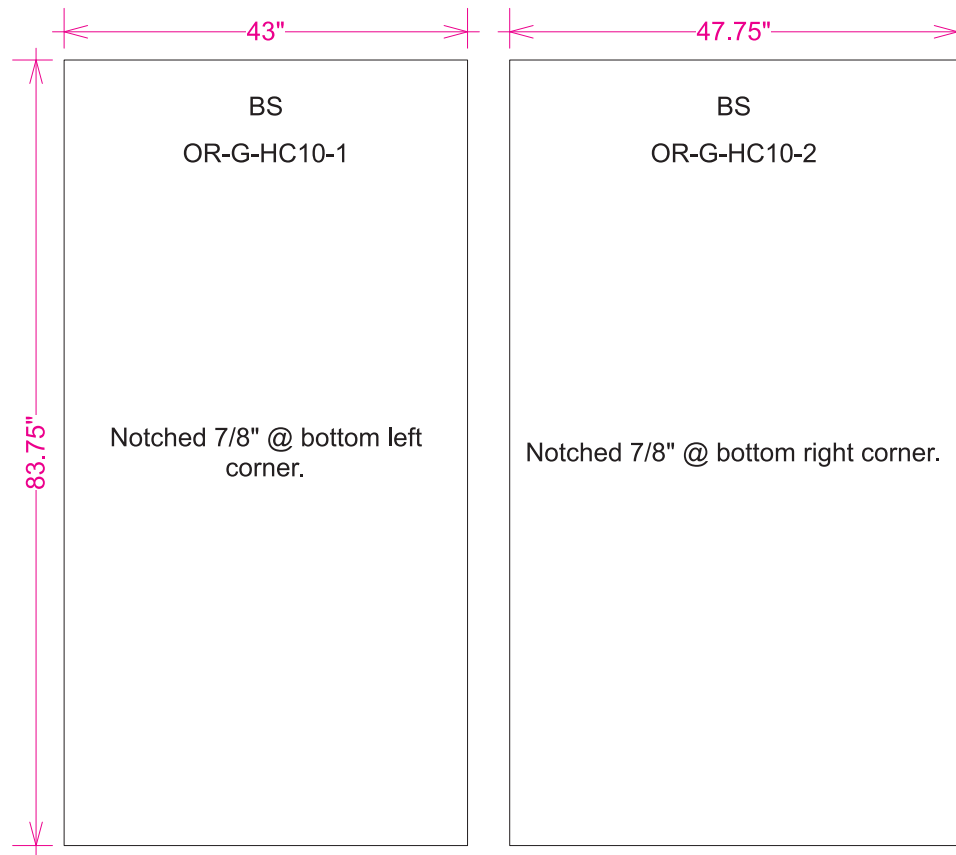 43"
47.75"
BS
OR-G-HC10-1
BS
OR-G-HC10-2
83.75"
Notched 7/8" @ bottom left
corner.
Notched 7/8" @ bottom right corner.